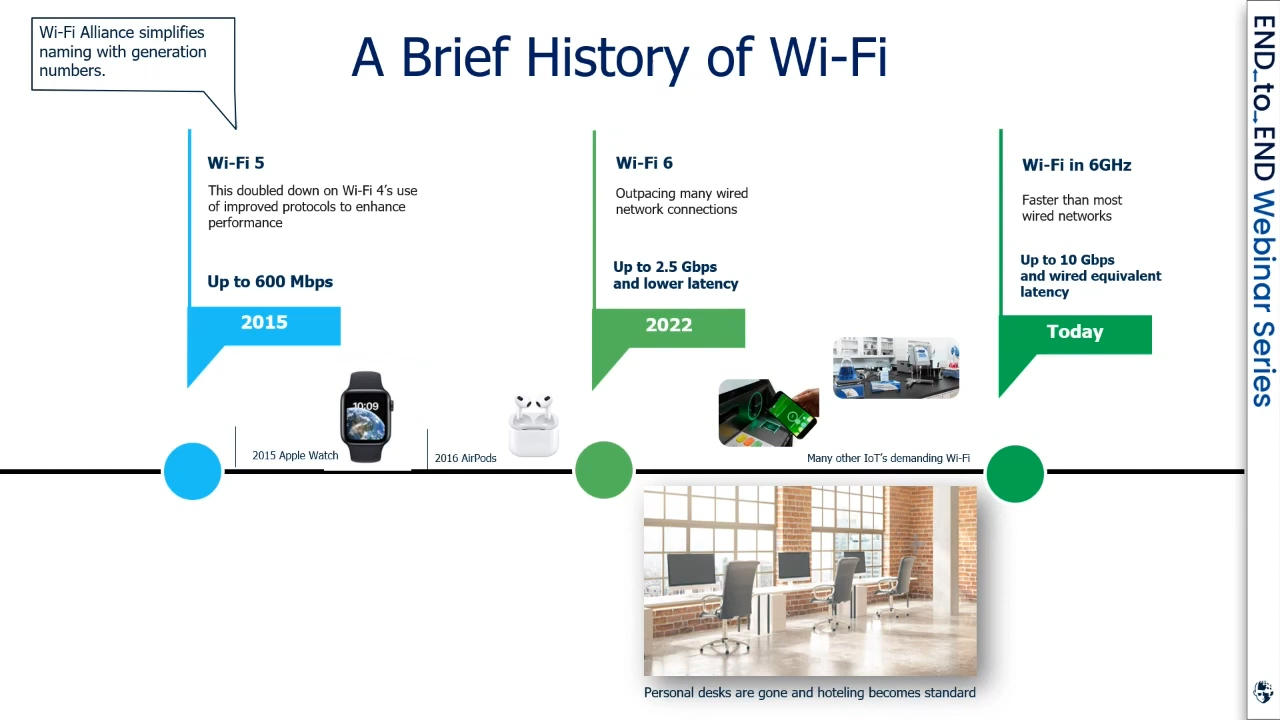 Wi-Fi Alliance simplifies
naming with generation
numbers.
A Brief History of Wi-Fi
Wi-Fi 5
This doubled down on Wi-Fi 4's use
of improved protocols to enhance
performance
Up to 600 Mbps
2015
Wi-Fi 6
Outpacing many wired
network connections
Up to 2.5 Gbps
and lower latency
2022
Wi-Fi in 6GHz
Faster than most
wired networks
Up to 10 Gbps
and wired equivalent
latency
Today
10:09
2015 Apple Watch
2016 AirPods
Many other IoT's demanding Wi-Fi
Personal desks are gone and hoteling becomes standard
END to END Webinar Series